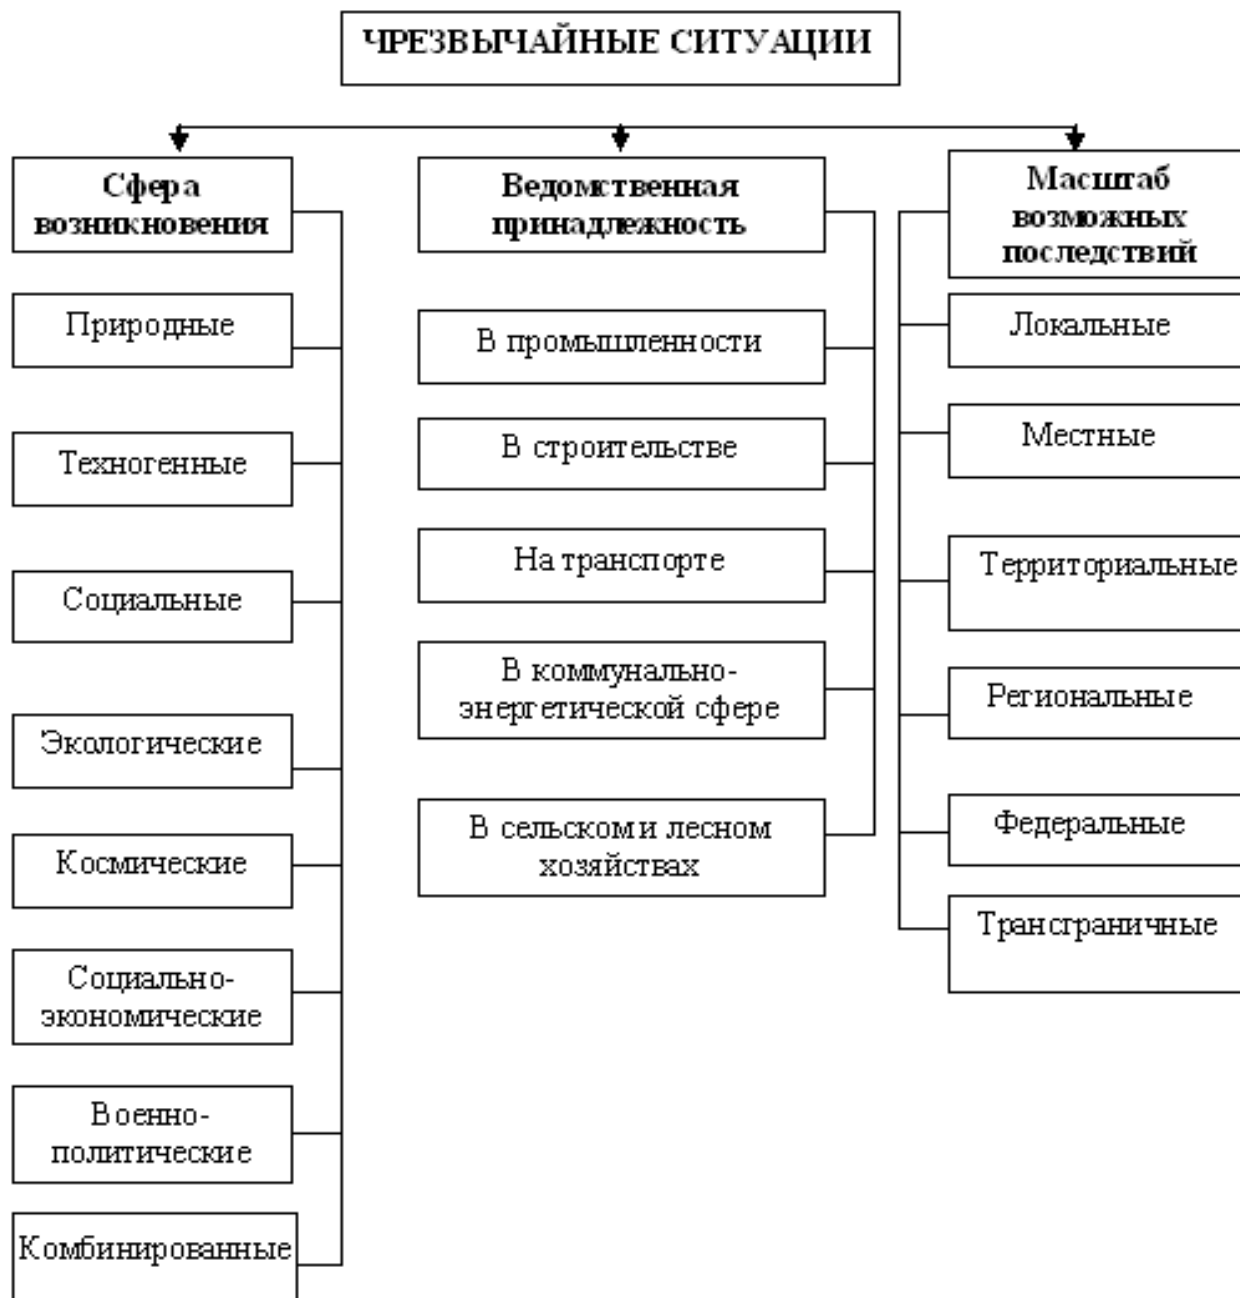 ЧРЕЗВЫЧАЙНЫЕ СИТУАЦИИ
Сфера
возникновения
Природные
Техногенные
Социальные
Экологические
Космические
Социально-
экономические
Военно-
политические
Комбинированные
Ведомственная
принадлежность
В промышленности
В строительстве
На транспорте
В коммунально-
энергетической сфере
В сельском и лесном
хозяйствах
Масштаб
возможных
последствий
Локальные
Местные
Территориальные
Региональные
Федеральные
Трансграничные